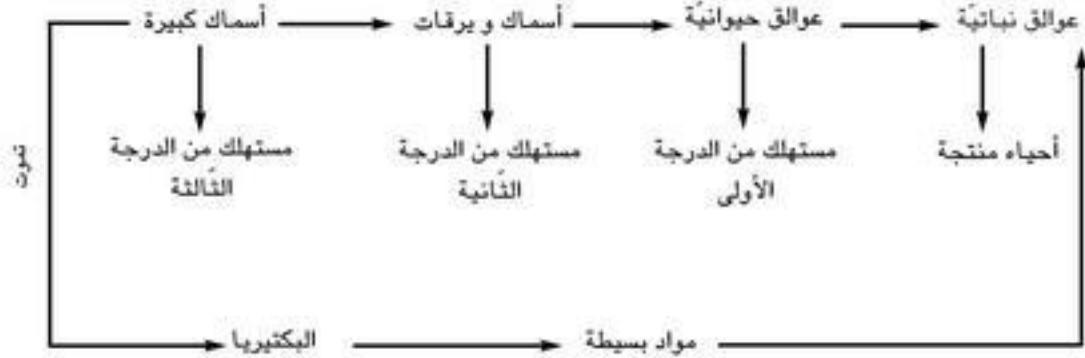 عوالق نباتيّة
عوالق حيوانيّة
أسماك و يرقات
أسماك كبيرة
أحياء منتجة
مستهلك من الدرجة
الأولى
مستهلك من الدرجة
الثّانية
مستهلك من الدرجة
الثّالثة
تموت
مواد بسيطة
البكتيريا